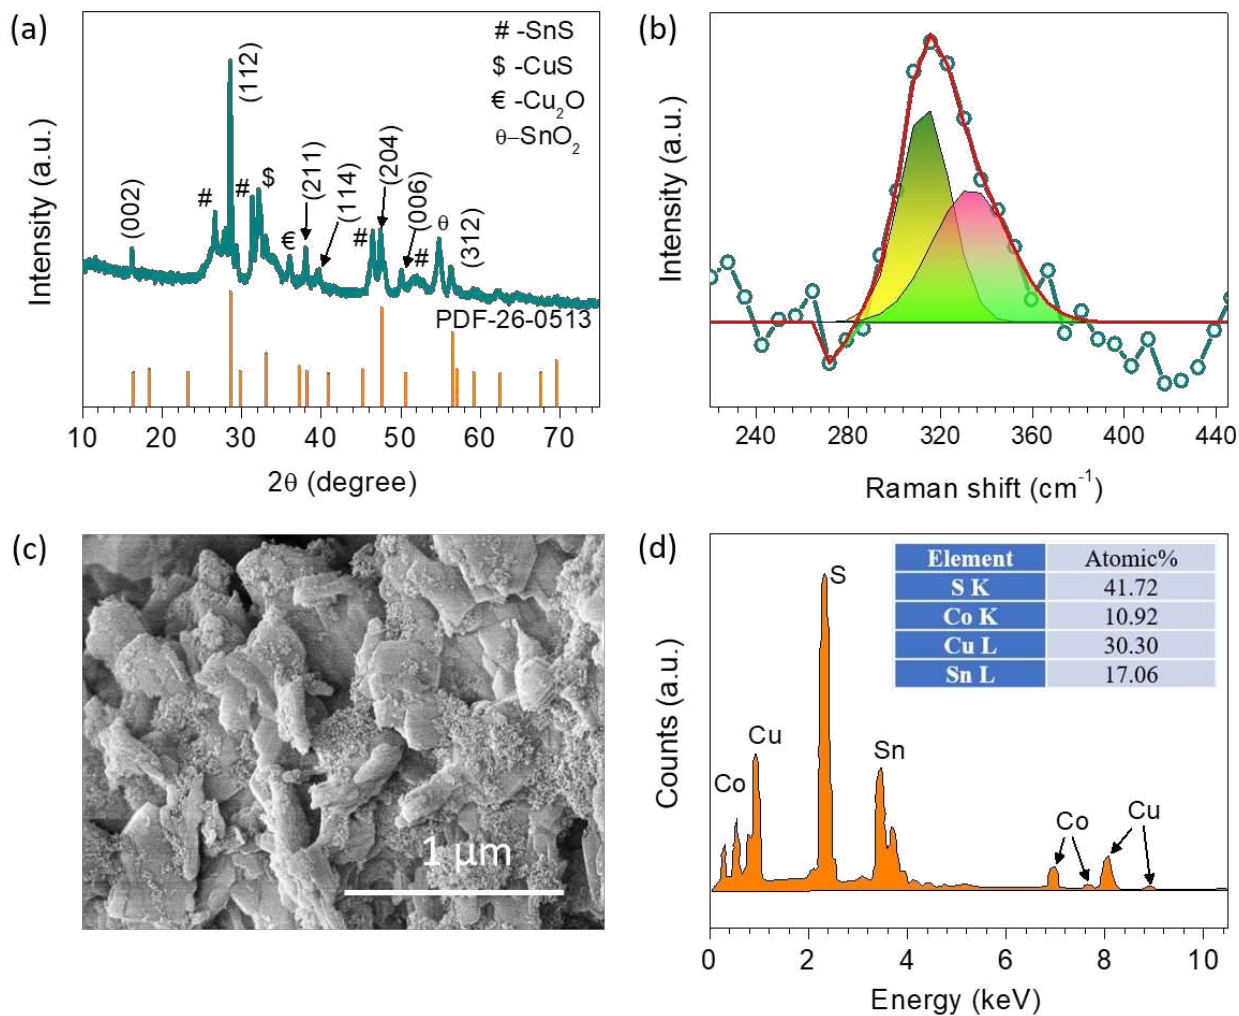 (a)
# -SnS
$ -CuS
€ -Cu2O
θ–SnO2
(002)
#
(112)
#
$
€
(211)
(114)
#
(204)
(006)
#
θ
(312)
PDF-26-0513
Intensity (a.u.)
10 20 30 40 50 60 70
2θ (degree)
(b)
Intensity (a.u.)
240 280 320 360 400 440
Raman shift (cm-1)
(c)
1 μm
(d)
Element Atomic%
S K 41.72
Co K 10.92
Cu L 30.30
Sn L 17.06
S
Cu
Sn
Co
Co
Cu
Counts (a.u.)
0 2 4 6 8 10
Energy (keV)